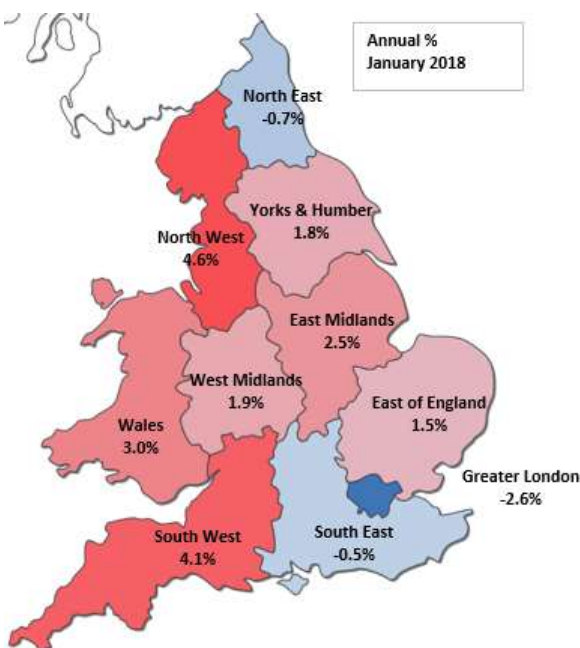 Annual %
January 2018
North East
-0.7%
Yorks & Humber
1.8%
North West
4.6%
East Midlands
2.5%
West Midlands
1.9%
East of England
1.5%
Wales
3.0%
Greater London
-2.6%
South West
4.1%
South East
-0.5%